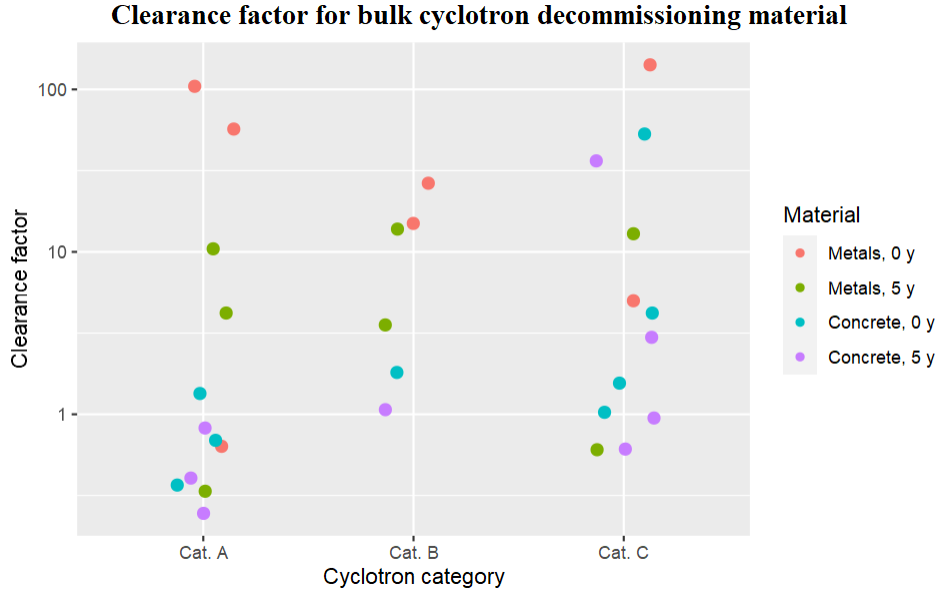 Clearance factor for bulk cyclotron decommissioning material
Clearance factor
100
10
1
Cat. A
Cat. B
Cat. C
Cyclotron category
Material
Metals, 0 y
Metals, 5 y
Concrete, 0 y
Concrete, 5 y